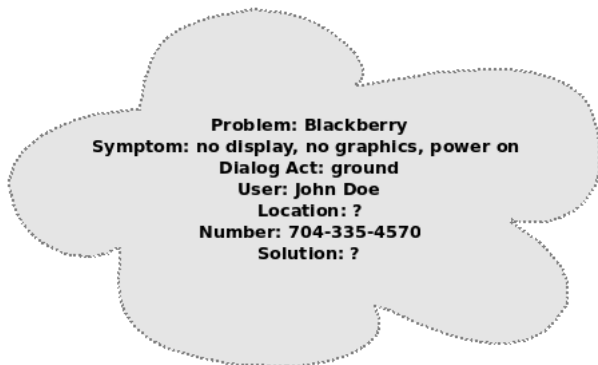 Problem: Blackberry
Symptom: no display, no graphics, power on
Dialog Act: ground
User: John Doe
Location: ?
Number: 704-335-4570
Solution: ?